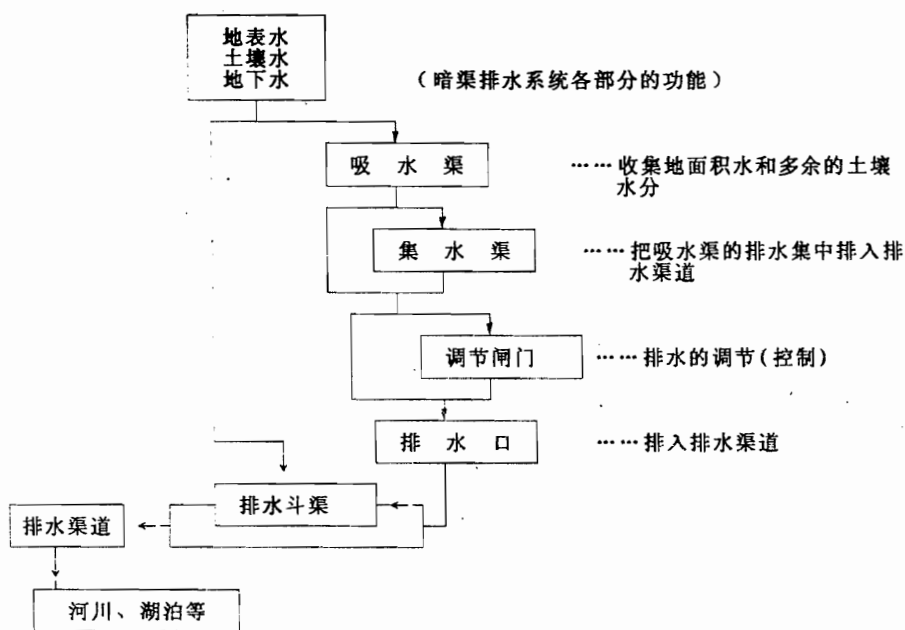 地表水
土壤水
地下水
(暗渠排水系统各部分的功能)
吸水渠
……收集地面积水和多余的土壤
水分
集水渠
……把吸水渠的排水集中排入排
水渠道
调节闸门
……排水的调节(控制)
排水口
……排入排水渠道
排水斗渠
排水渠道
河川、湖泊等